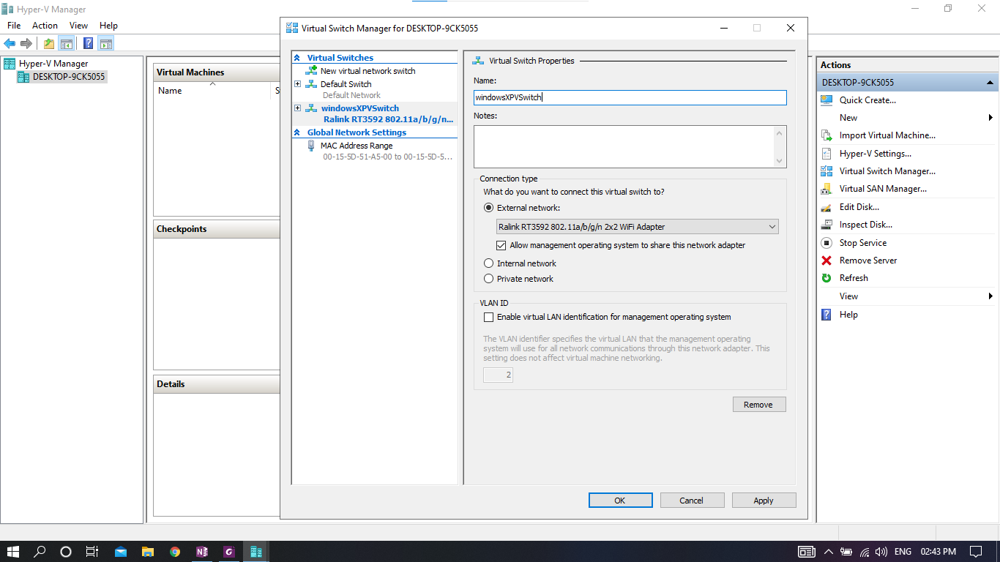 Hyper-V Manager
File Action View Help
Hyper-V Manager
DESKTOP-9CK5055
Virtual Machines
Name S
Checkpoints
Details
Virtual Switch Manager for DESKTOP-9CK5055
Virtual Switches
New virtual network switch
Default Switch
Default Network
windowsXPVSwitch
Ralink RT3592 802.11a/b/g/n...
Global Network Settings
MAC Address Range
00-15-5D-51-A5-00 to 00-15-5D-5...
Virtual Switch Properties
Name:
windowsXPVSwitch
Notes:
Connection type
What do you want to connect this virtual switch to?
External network:
Ralink RT3592 802.11a/b/g/n 2x2 WiFi Adapter
Allow management operating system to share this network adapter
Internal network
Private network
VLAN ID
Enable virtual LAN identification for management operating system
The VLAN identifier specifies the virtual LAN that the management operating
system will use for all network communications through this network adapter. This
setting does not affect virtual machine networking.
2
Remove
OK Cancel Apply
Actions
DESKTOP-9CK5055
Quick Create...
New
Import Virtual Machine...
Hyper-V Settings...
Virtual Switch Manager...
Virtual SAN Manager...
Edit Disk...
Inspect Disk...
Stop Service
Remove Server
Refresh
View
Help
ENG 02:43 PM